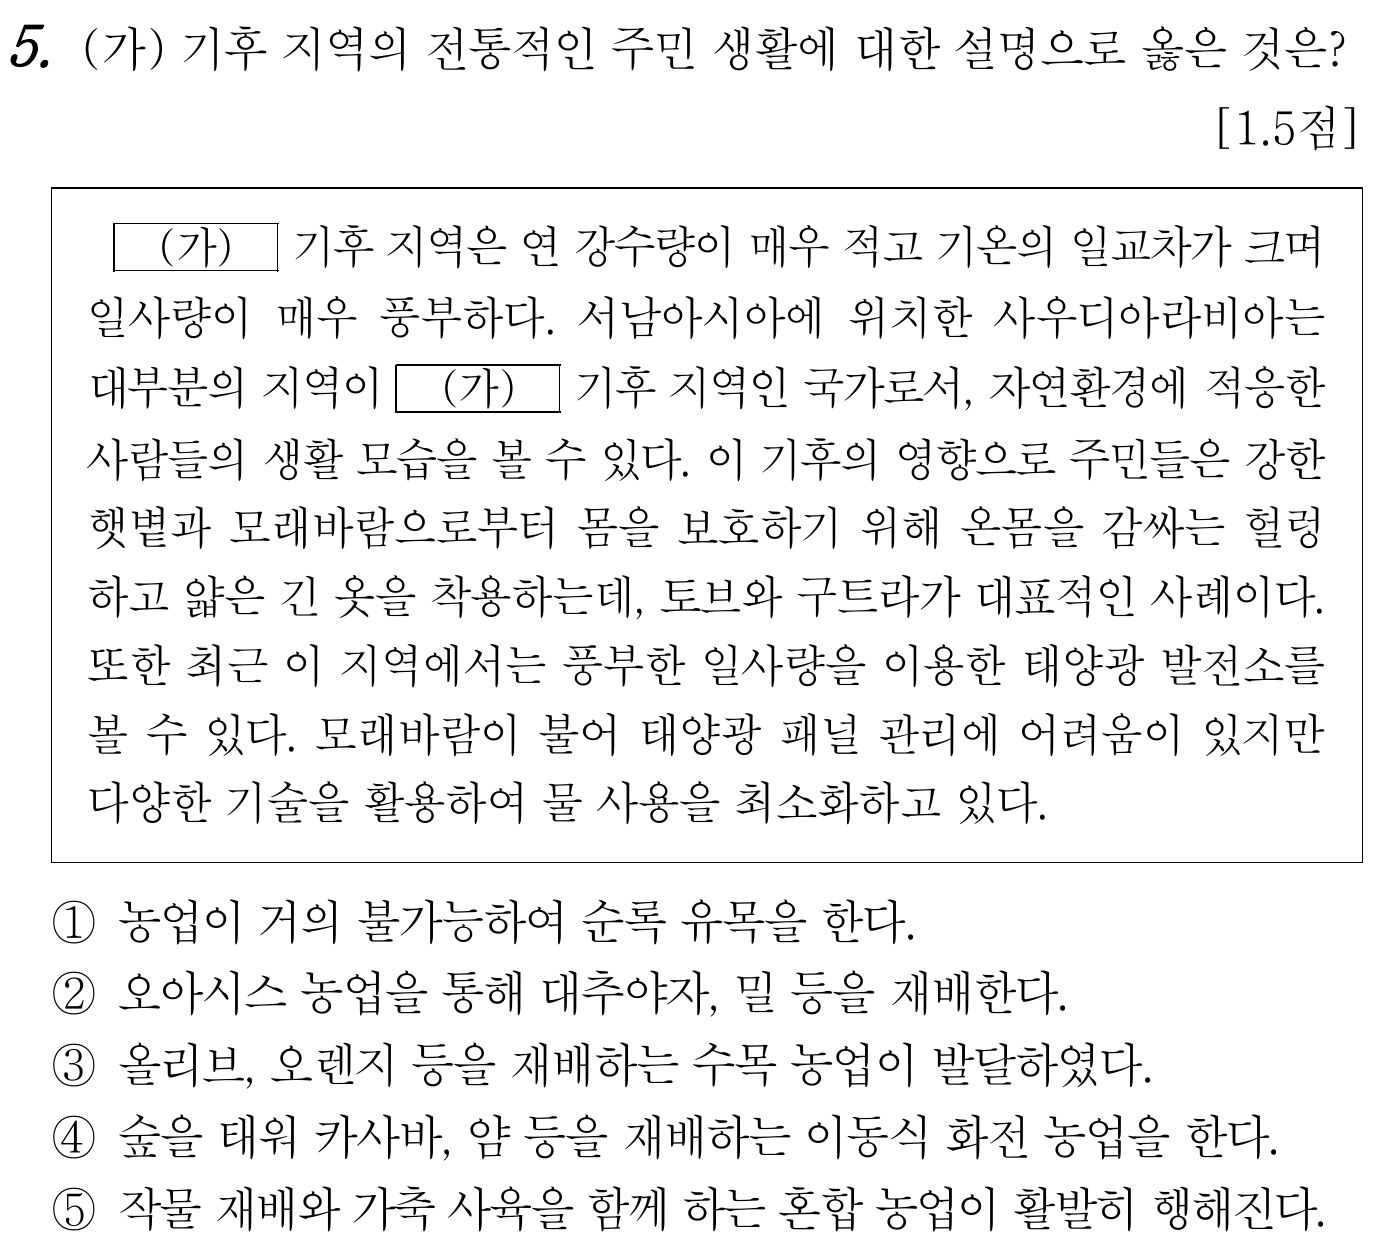 5. (가) 기후 지역의 전통적인 주민 생활에 대한 설명으로 옳은 것은?
[1.5점]
(가) 기후 지역은 연 강수량이 매우 적고 기온의 일교차가 크며
일사량이 매우 풍부하다. 서남아시아에 위치한 사우디아라비아는
대부분의 지역이 (가) 기후 지역인 국가로서, 자연환경에 적응한
사람들의 생활 모습을 볼 수 있다. 이 기후의 영향으로 주민들은 강한
햇볕과 모래바람으로부터 몸을 보호하기 위해 온몸을 감싸는 헐렁
하고 얇은 긴 옷을 착용하는데, 토브와 구트라가 대표적인 사례이다.
또한 최근 이 지역에서는 풍부한 일사량을 이용한 태양광 발전소를
볼 수 있다. 모래바람이 불어 태양광 패널 관리에 어려움이 있지만
다양한 기술을 활용하여 물 사용을 최소화하고 있다.
① 농업이 거의 불가능하여 순록 유목을 한다.
② 오아시스 농업을 통해 대추야자, 밀 등을 재배한다.
③ 올리브, 오렌지 등을 재배하는 수목 농업이 발달하였다.
④ 숲을 태워 카사바, 얌 등을 재배하는 이동식 화전 농업을 한다.
⑤ 작물 재배와 가축 사육을 함께 하는 혼합 농업이 활발히 행해진다.